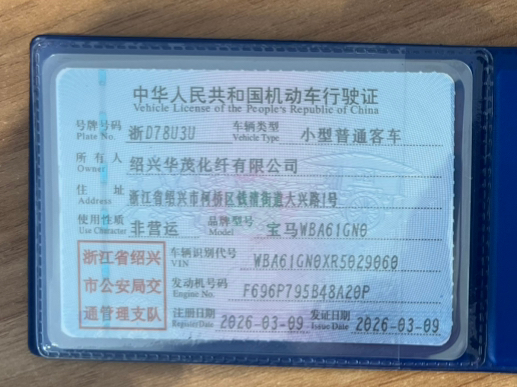 中华人民共和国机动车行驶证
Vehicle License of the People's Republic of China
号牌号码 浙D78U3U 车辆类型 小型普通客车
Plate No. Vehicle Type
所有人 绍兴华茂化纤有限公司
Owner
住址 浙江省绍兴市柯桥区钱清街道大兴路1号
Address
使用性质 非营运 品牌型号 宝马WBA61GN0
Use Character Model
浙江省绍兴
市公安局交
通管理支队
车辆识别代号 WBA61GN0XR5029060
VIN
发动机号码 F696P795B48A20P
Engine No.
注册日期 2026-03-09 发证日期 2026-03-09
Register Date Issue Date